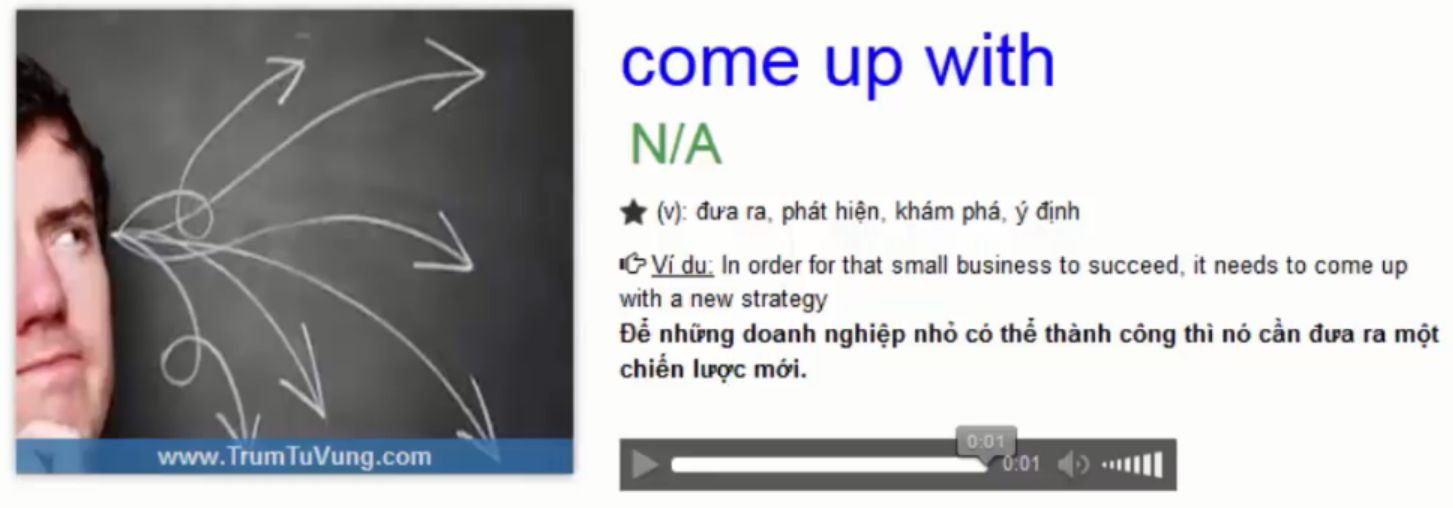 come up with
N/A
★ (v): đưa ra, phát hiện, khám phá, ý định
Ví dụ: In order for that small business to succeed, it needs to come up
with a new strategy
Để những doanh nghiệp nhỏ có thể thành công thì nó cần đưa ra một
chiến lược mới.
0:01
0:01
www.TrumTuVung.com